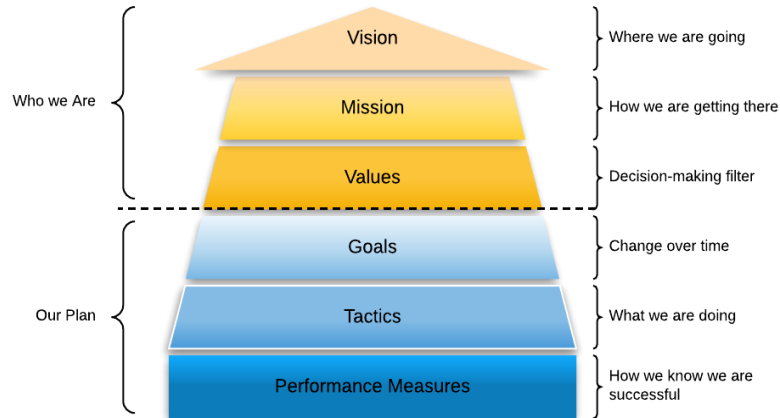 Vision
Where we are going
Who we Are
Mission
How we are getting there
Values
Decision-making filter
Goals
Change over time
Our Plan
Tactics
What we are doing
Performance Measures
How we know we are
successful